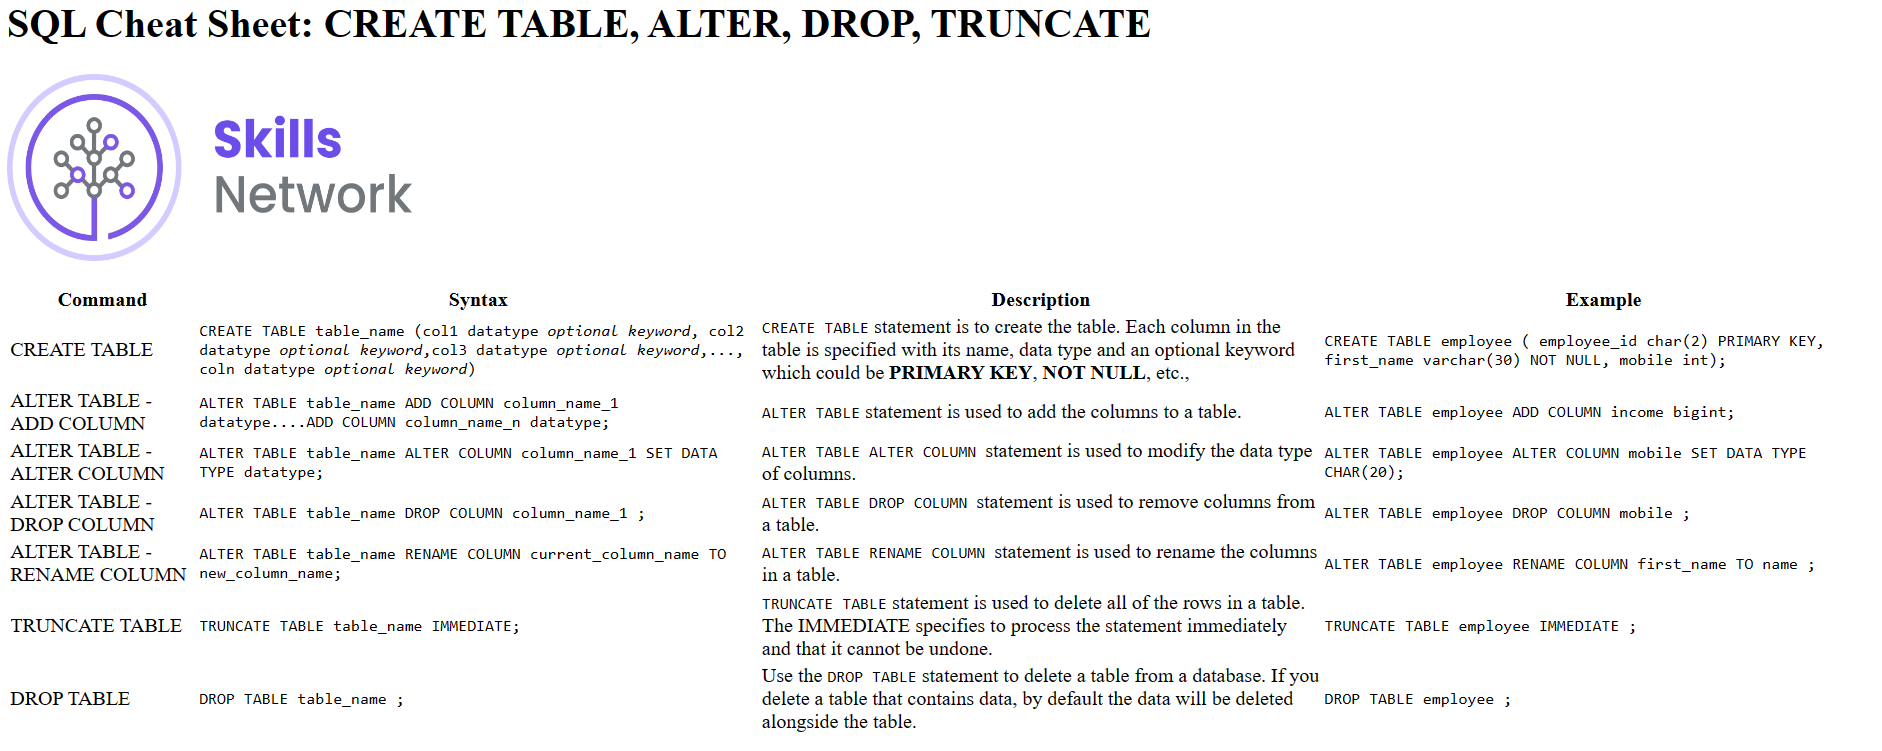 SQL Cheat Sheet: CREATE TABLE, ALTER, DROP, TRUNCATE
Skills
Network
Command Syntax Description Example
CREATE TABLE
CREATE TABLE table_name (col1 datatype optional keyword, col2
datatype optional keyword,col3 datatype optional keyword,...,
coln datatype optional keyword)
CREATE TABLE statement is to create the table. Each column in the
table is specified with its name, data type and an optional keyword
which could be PRIMARY KEY, NOT NULL, etc.,
CREATE TABLE employee ( employee_id char(2) PRIMARY KEY,
first_name varchar(30) NOT NULL, mobile int);
ALTER TABLE -
ADD COLUMN
ALTER TABLE table_name ADD COLUMN column_name_1
datatype....ADD COLUMN column_name_n datatype;
ALTER TABLE statement is used to add the columns to a table.
ALTER TABLE employee ADD COLUMN income bigint;
ALTER TABLE -
ALTER COLUMN
ALTER TABLE table_name ALTER COLUMN column_name_1 SET DATA
TYPE datatype;
ALTER TABLE ALTER COLUMN statement is used to modify the data type
of columns.
ALTER TABLE employee ALTER COLUMN mobile SET DATA TYPE
CHAR(20);
ALTER TABLE -
DROP COLUMN
ALTER TABLE table_name DROP COLUMN column_name_1 ;
ALTER TABLE DROP COLUMN statement is used to remove columns from
a table.
ALTER TABLE employee DROP COLUMN mobile ;
ALTER TABLE -
RENAME COLUMN
ALTER TABLE table_name RENAME COLUMN current_column_name TO
new_column_name;
ALTER TABLE RENAME COLUMN statement is used to rename the columns
in a table.
ALTER TABLE employee RENAME COLUMN first_name TO name ;
TRUNCATE TABLE
TRUNCATE TABLE table_name IMMEDIATE;
TRUNCATE TABLE statement is used to delete all of the rows in a table.
The IMMEDIATE specifies to process the statement immediately
and that it cannot be undone.
TRUNCATE TABLE employee IMMEDIATE ;
DROP TABLE
DROP TABLE table_name ;
Use the DROP TABLE statement to delete a table from a database. If you
delete a table that contains data, by default the data will be deleted
alongside the table.
DROP TABLE employee ;